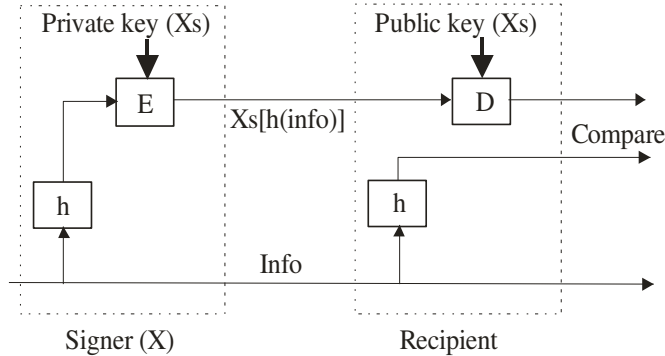 Private key (Xs)
Public key (Xs)
E
D
Xs[h(info)]
Compare
h
h
Info
Signer (X)
Recipient